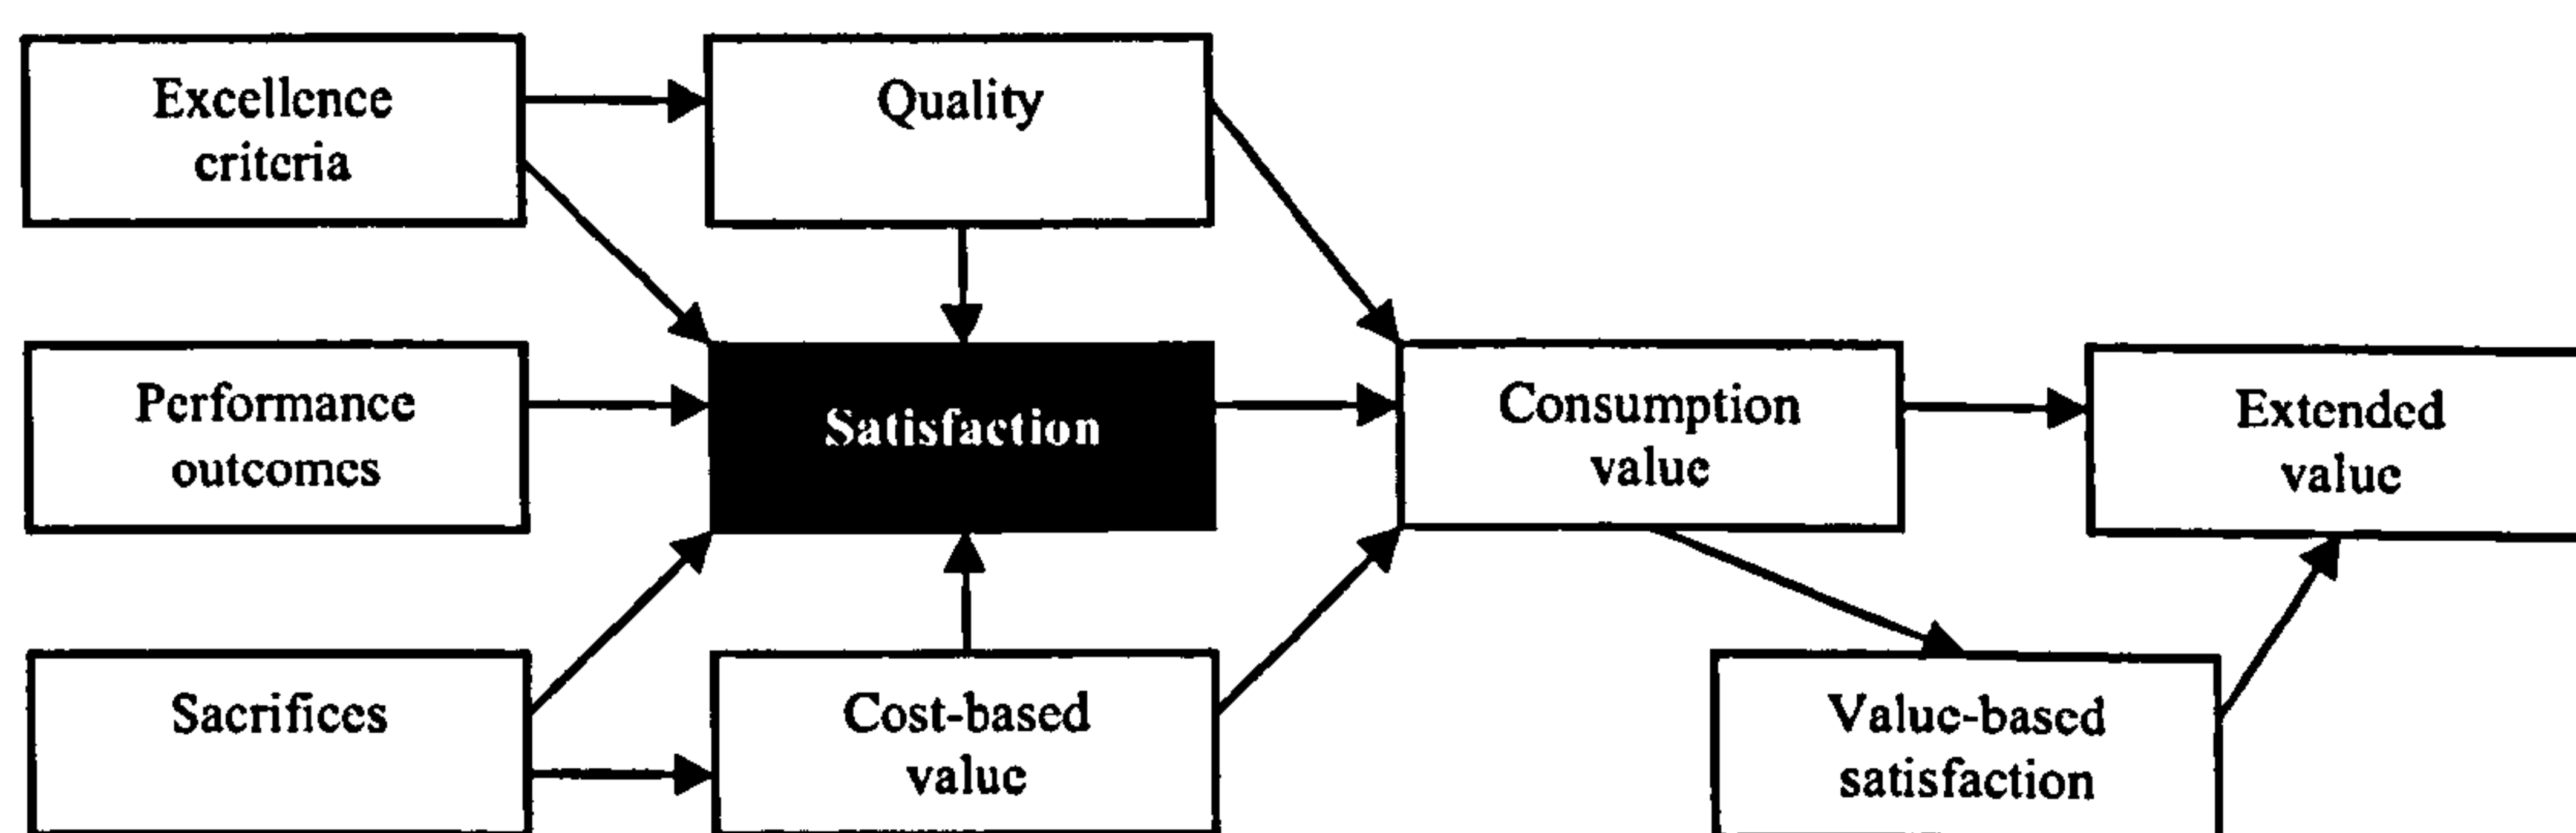 Excellence
criteria
Quality
Performance
outcomes
Satisfaction
Consumption
value
Extended
value
Sacrifices
Cost-based
value
Value-based
satisfaction